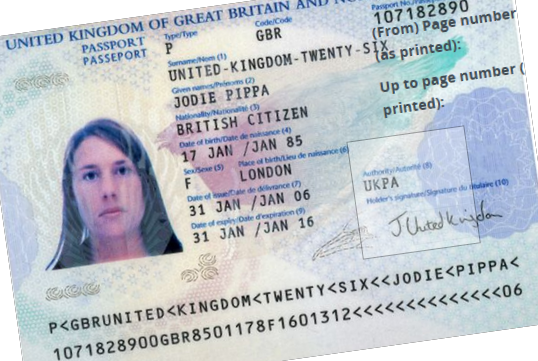 UNITED KINGDOM OF GREAT BRITAIN AND NO
PASSPORT
PASSEPORT
Type/Type
P
Code/Code
GBR
Passport No./Passeport No.
107182890
(From) Page number
(as printed):
Up to page number (
printed):
Surname/Nom (1)
UNITED-KINGDOM-TWENTY-SIX
Given names/Prénoms (2)
JODIE PIPPA
Nationality/Nationalité (3)
BRITISH CITIZEN
Date of birth/Date de naissance (4)
17 JAN /JAN 85
Sex/Sexe (5)
Place of birth/Lieu de naissance (6)
F
LONDON
Date of issue/Date de délivrance (7)
31 JAN /JAN 06
Date of expiry/Date d'expiration (9)
31 JAN /JAN 16
Authority/Autorité (8)
UKPA
Holder's signature/Signature du titulaire (10)
J United Kingdom
P<GBRUNITED<KINGDOM<TWENTY<SIX<<JODIE<PIPPA<
1071828900GBR8501178F1601312<<<<<<<<<<<<<<06